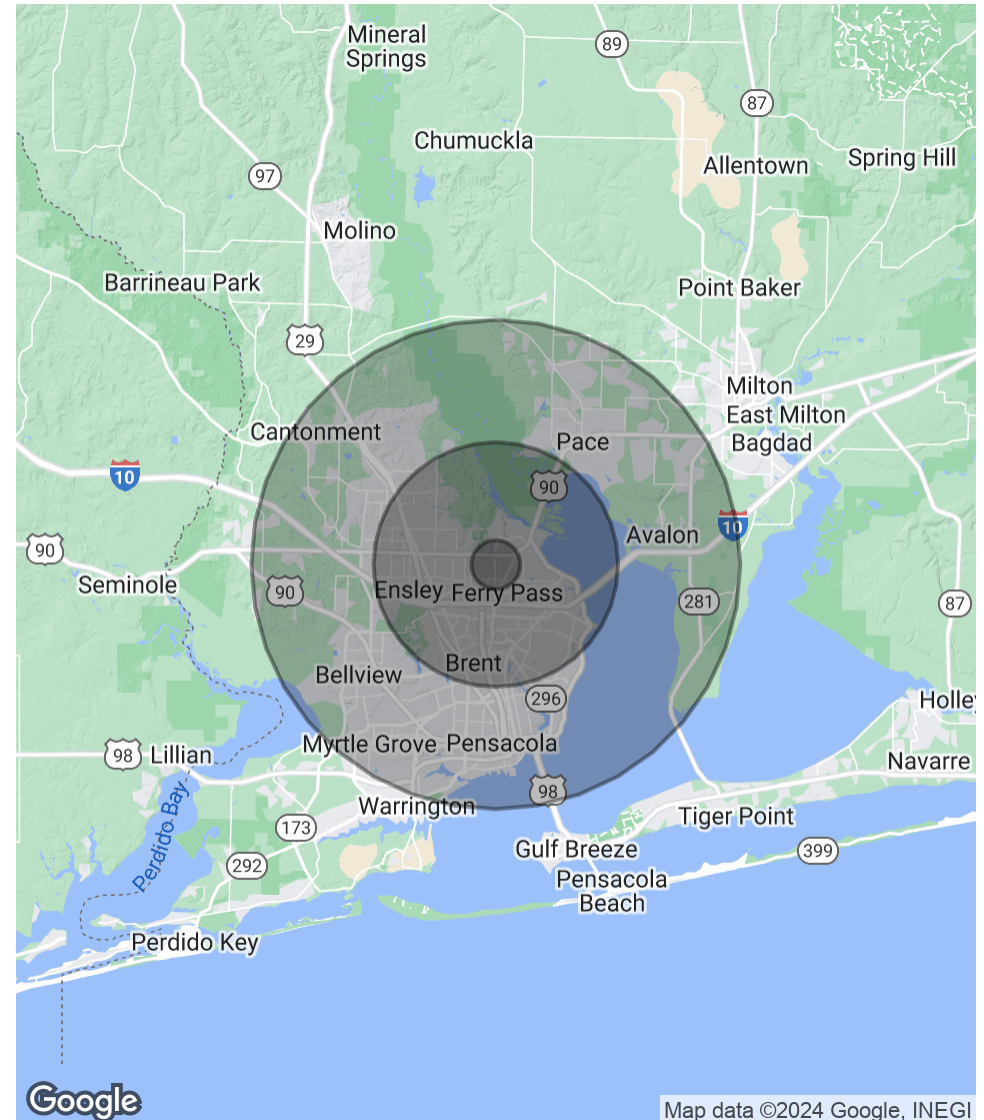 Mineral
Springs
89
87
Chumuckla
Allentown
Spring Hill
97
Molino
Barrineau Park
Point Baker
29
Milton
East Milton
Cantonment
Pace
Bagdad
10
90
10
90
Avalon
Seminole
90
Ensley
Ferry Pass
281
87
Brent
Bellview
296
Holley
Myrtle Grove
Pensacola
98
Lillian
Navarre
98
Perdido Bay
Warrington
Tiger Point
173
Gulf Breeze
399
292
Pensacola
Beach
Perdido Key
Google
Map data ©2024 Google, INEGI